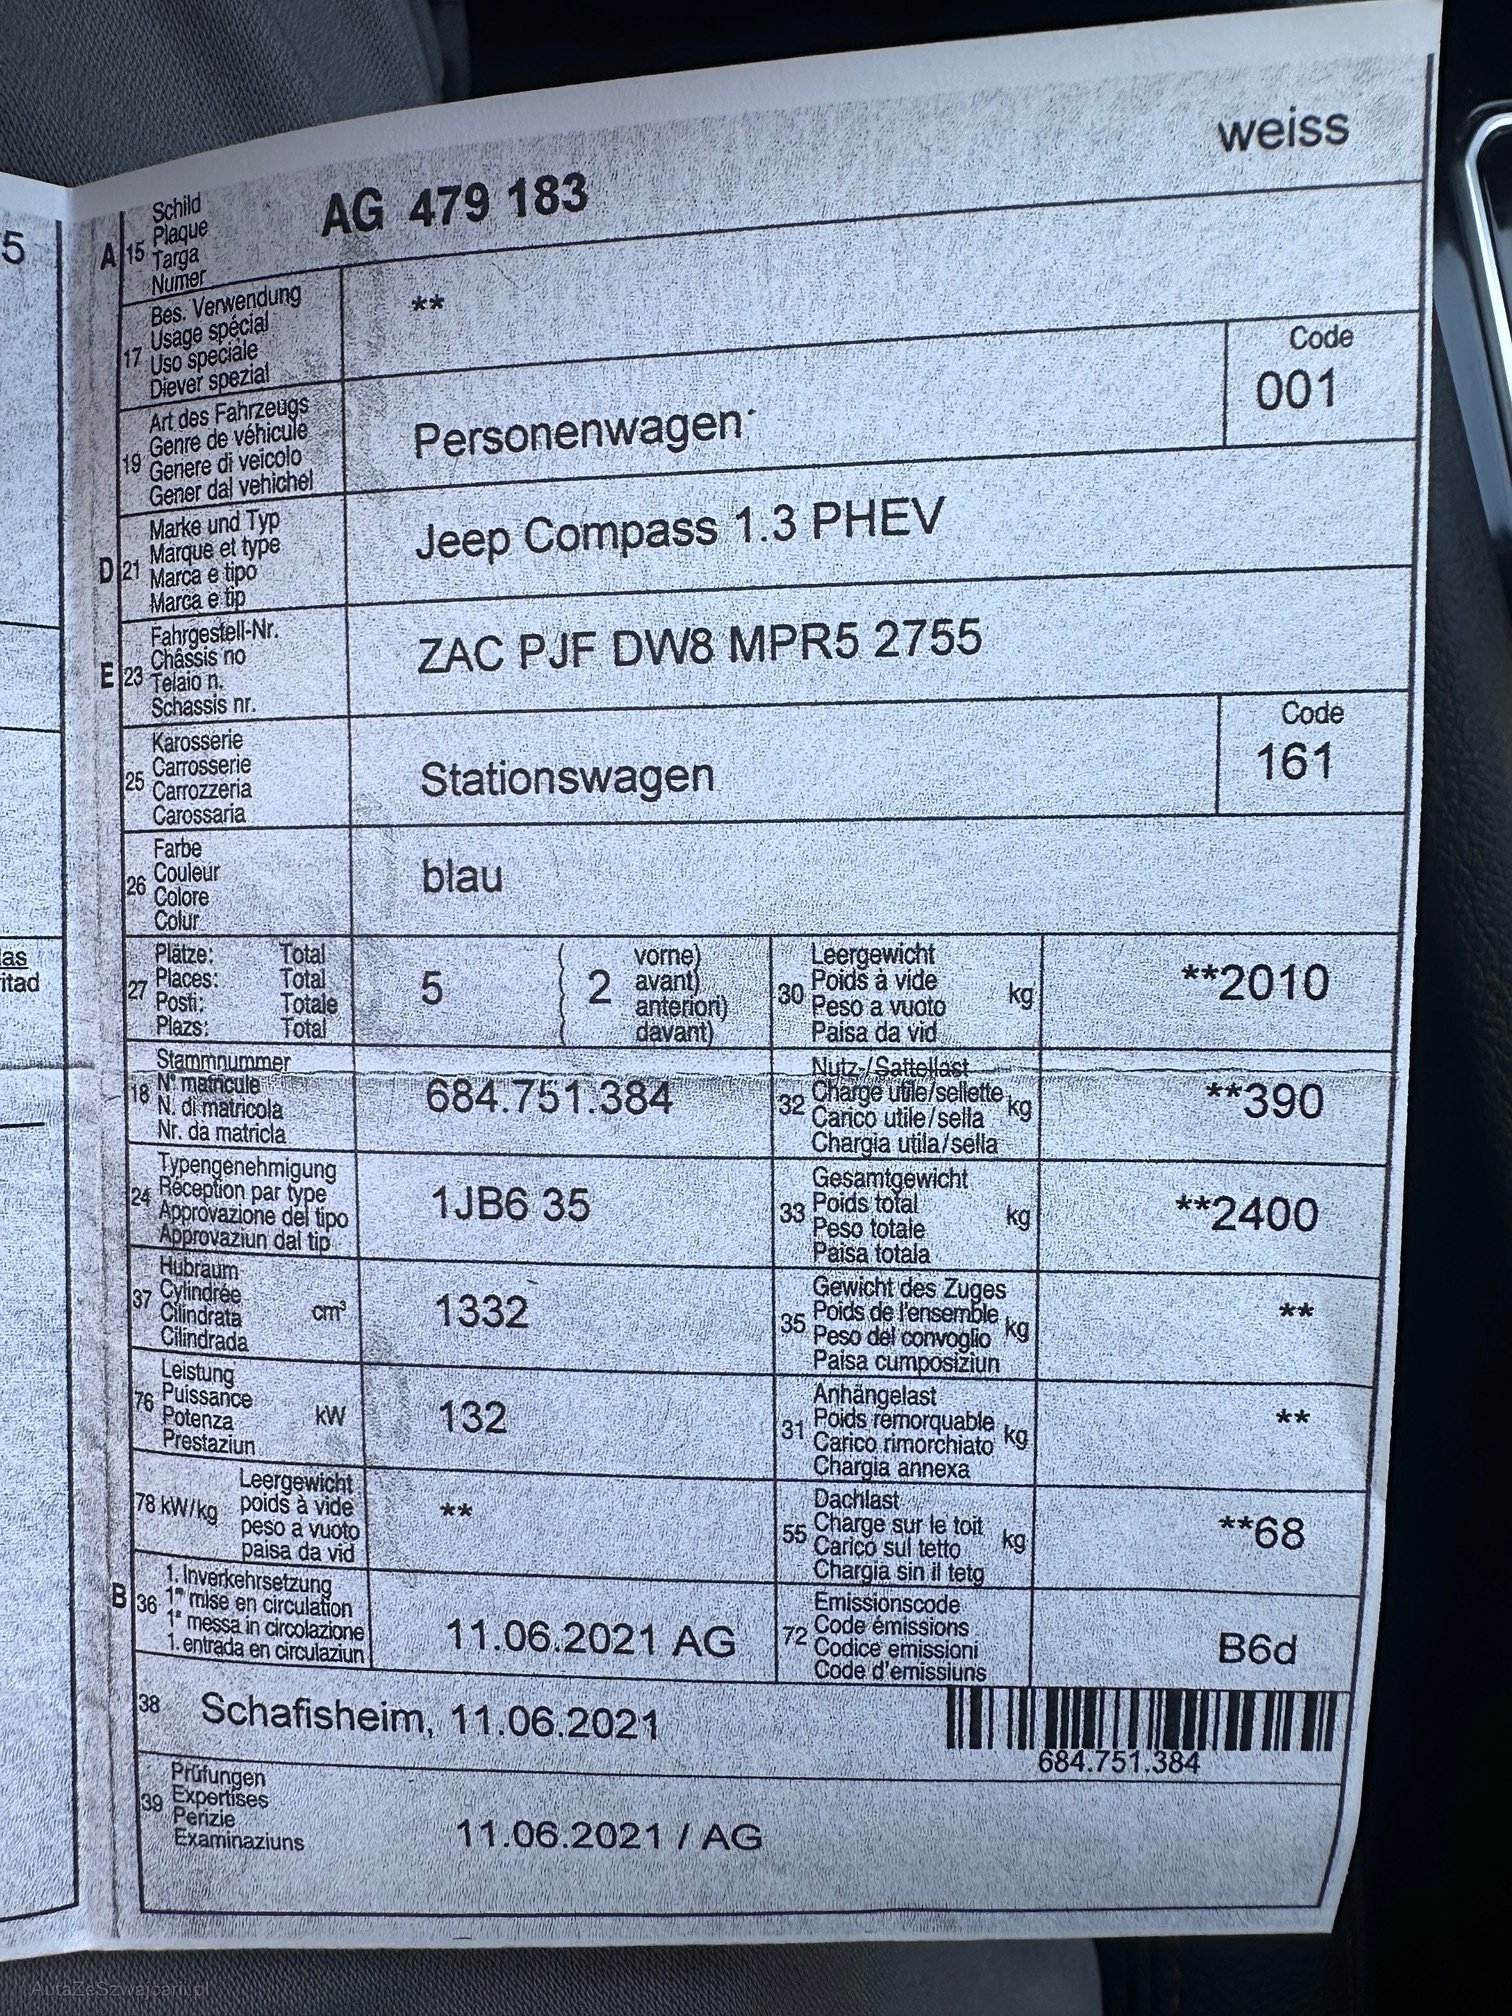 5
las
itad
weiss
A 15 Schild
Plaque
Targa
Numer
AG 479 183
17 Bes. Verwendung
Usage spécial
Uso speciale
Diever spezial
**
19 Art des Fahrzeugs
Genre de véhicule
Genere di veicolo
Gener dal vehichel
Personenwagen
Code
001
D 21 Marke und Typ
Marque et type
Marca e tipo
Marca e tip
Jeep Compass 1.3 PHEV
E 23 Fahrgestell-Nr.
Châssis no
Telaio n.
Schassis nr.
ZAC PJF DW8 MPR5 2755
25 Karosserie
Carrosserie
Carrozzeria
Carossaria
Stationswagen
Code
161
26 Farbe
Couleur
Colore
Colur
blau
27 Plätze: Total
Places: Total
Posti: Totale
Plazs: Total
5 ( 2 vorne)
( avant)
( anteriori)
( davant)
30 Leergewicht
Poids à vide
Peso a vuoto
Paisa da vid
kg
**2010
18 Stammnummer
N° matricule
N. di matricola
Nr. da matricla
684.751.384
32 Nutz-/Sattellast
Charge utile/sellette
Carico utile/sella
Chargia utila/sella
kg
**390
24 Typengenehmigung
Réception par type
Approvazione del tipo
Approvaziun dal tip
1JB6 35
33 Gesamtgewicht
Poids total
Peso totale
Paisa totala
kg
**2400
37 Hubraum
Cylindrée
Cilindrata
Cilindrada
cm³
1332
35 Gewicht des Zuges
Poids de l'ensemble
Peso del convoglio
Paisa cumposiziun
kg
**
76 Leistung
Puissance
Potenza
Prestaziun
kW
132
31 Anhängelast
Poids remorquable
Carico rimorchiato
Chargia annexa
kg
**
78 kW/kg Leergewicht
poids à vide
peso a vuoto
paisa da vid
**
55 Dachlast
Charge sur le toit
Carico sul tetto
Chargia sin il tetg
kg
**68
B 36 1. Inverkehrsetzung
1re mise en circulation
1a messa in circolazione
1. entrada en circulaziun
11.06.2021 AG
72 Emissionscode
Code émissions
Codice emissioni
Code d'emissiuns
B6d
38 Schafisheim, 11.06.2021
684.751.384
39 Prüfungen
Expertises
Perizie
Examinaziuns
11.06.2021 / AG
AutaZeSzwajcarii.pl